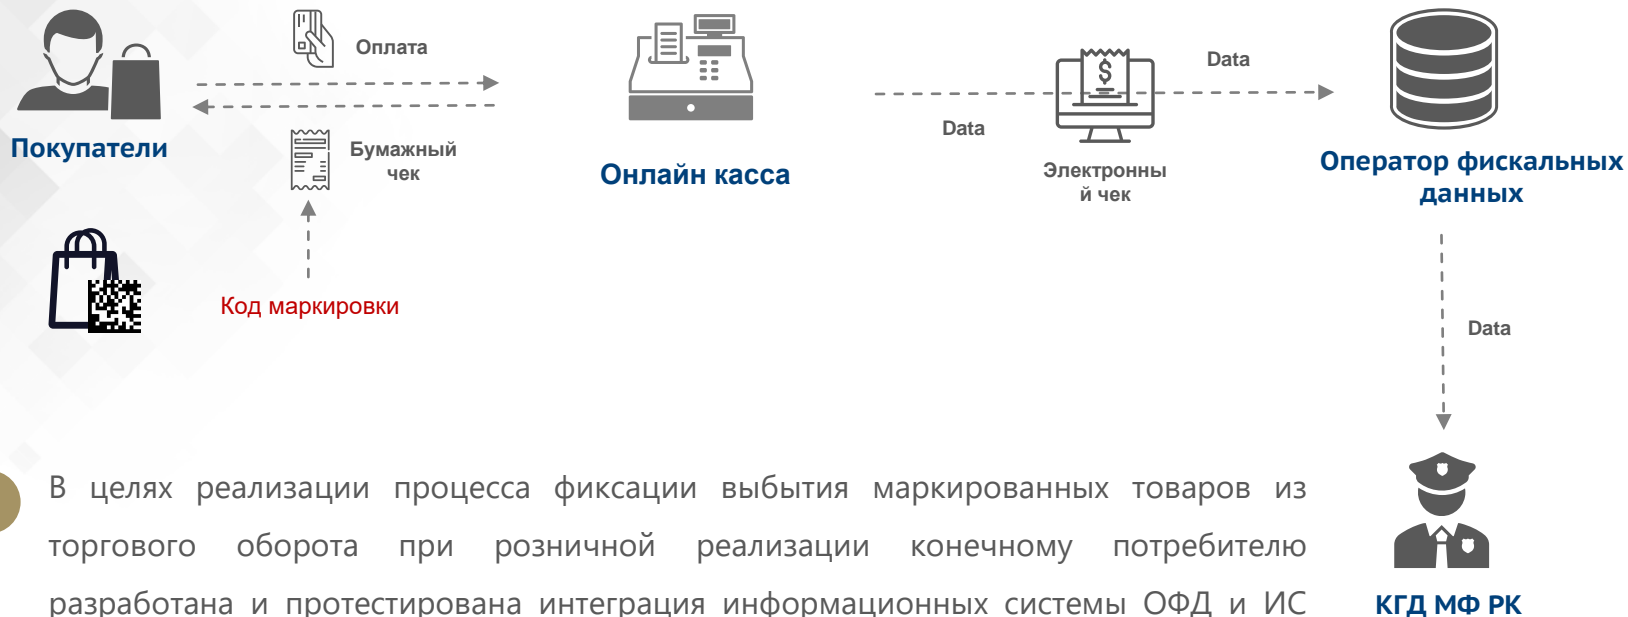 Оплата
Data
Data
Покупатели
Бумажный
чек
Онлайн касса
Электронны
й чек
Оператор фискальных
данных
Код маркировки
Data
В целях реализации процесса фиксации выбытия маркированных товаров из
торгового оборота при розничной реализации конечному потребителю
разработана и протестирована интеграция информационных системы ОФД и ИС
КГД МФ РК